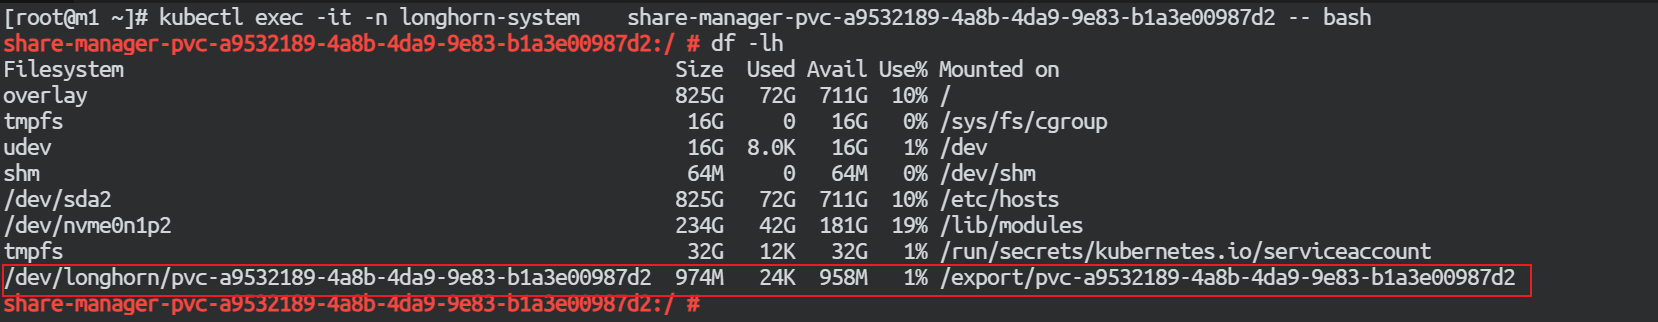 [root@m1 ~]# kubectl exec -it -n longhorn-system    share-manager-pvc-a9532189-4a8b-4da9-9e83-b1a3e00987d2 -- bash
share-manager-pvc-a9532189-4a8b-4da9-9e83-b1a3e00987d2:/ # df -lh
Filesystem                                              Size  Used Avail Use% Mounted on
overlay                                                 825G   72G  711G  10% /
tmpfs                                                    16G     0   16G   0% /sys/fs/cgroup
udev                                                     16G  8.0K   16G   1% /dev
shm                                                      64M     0   64M   0% /dev/shm
/dev/sda2                                               825G   72G  711G  10% /etc/hosts
/dev/nvme0n1p2                                          234G   42G  181G  19% /lib/modules
tmpfs                                                    32G   12K   32G   1% /run/secrets/kubernetes.io/serviceaccount
/dev/longhorn/pvc-a9532189-4a8b-4da9-9e83-b1a3e00987d2  974M   24K  958M   1% /export/pvc-a9532189-4a8b-4da9-9e83-b1a3e00987d2
share-manager-pvc-a9532189-4a8b-4da9-9e83-b1a3e00987d2:/ #